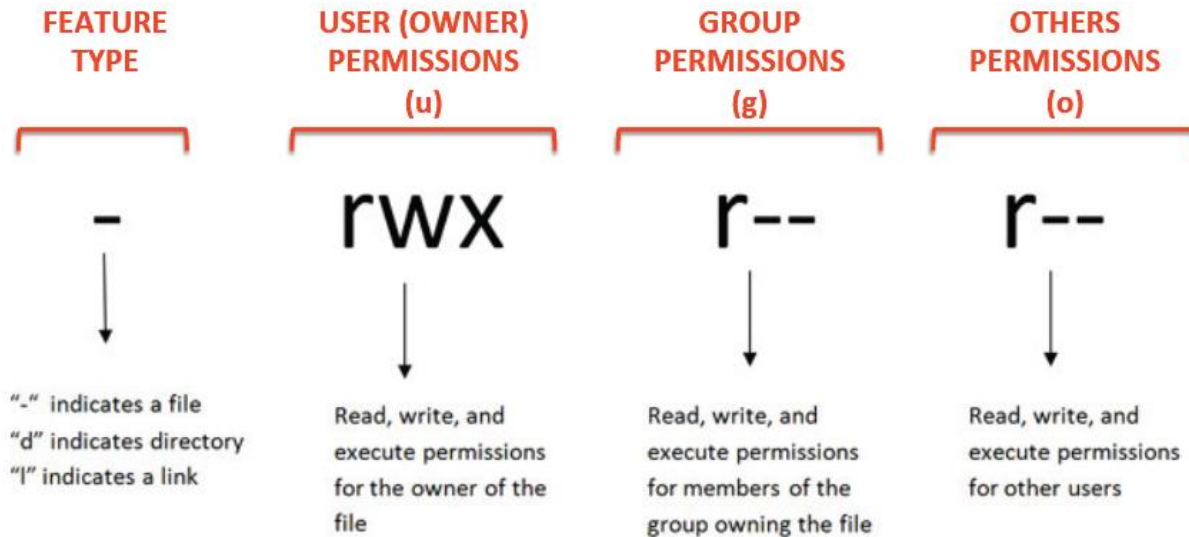 FEATURE
TYPE
USER (OWNER)
PERMISSIONS
(u)
GROUP
PERMISSIONS
(g)
OTHERS
PERMISSIONS
(o)
-
rwx
r--
r--
“-“ indicates a file
“d” indicates directory
“l” indicates a link
Read, write, and
execute permissions
for the owner of the
file
Read, write, and
execute permissions
for members of the
group owning the file
Read, write, and
execute permissions
for other users